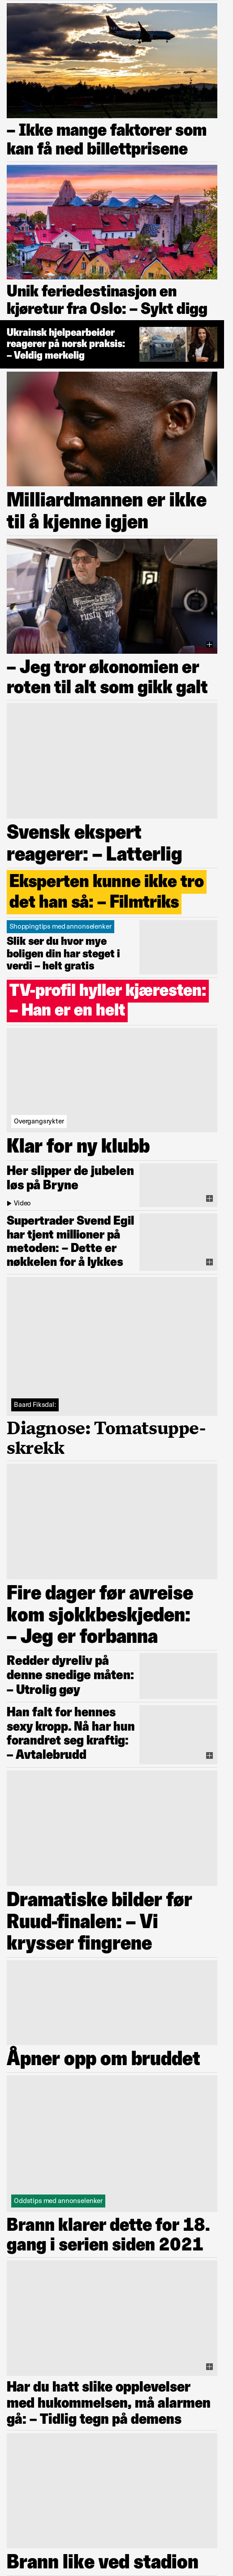 – Ikke mange faktorer som
kan få ned billettprisene
Unik feriedestinasjon en
kjøretur fra Oslo: – Sykt digg
Ukrainsk hjelpearbeider
reagerer på norsk praksis:
– Veldig merkelig
Milliardmannen er ikke
til å kjenne igjen
– Jeg tror økonomien er
roten til alt som gikk galt
Svensk ekspert
reagerer: – Latterlig
Eksperten kunne ikke tro
det han så: – Filmtriks
Shoppingtips med annonselenker
Slik ser du hvor mye
boligen din har steget i
verdi – helt gratis
TV-profil hyller kjæresten:
– Han er en helt
Overgangsrykter
Klar for ny klubb
Her slipper de jubelen
løs på Bryne
Video
Supertrader Svend Egil
har tjent millioner på
metoden: – Dette er
nøkkelen for å lykkes
Baard Fiksdal:
Diagnose: Tomatsuppe-
skrekk
Fire dager før avreise
kom sjokkbeskjeden:
– Jeg er forbanna
Redder dyreliv på
denne snedige måten:
– Utrolig gøy
Han falt for hennes
sexy kropp. Nå har hun
forandret seg kraftig:
– Avtalebrudd
Dramatiske bilder før
Ruud-finalen: – Vi
krysser fingrene
Åpner opp om bruddet
Oddstips med annonselenker
Brann klarer dette for 18.
gang i serien siden 2021
Har du hatt slike opplevelser
med hukommelsen, må alarmen
gå: – Tidlig tegn på demens
Brann like ved stadion